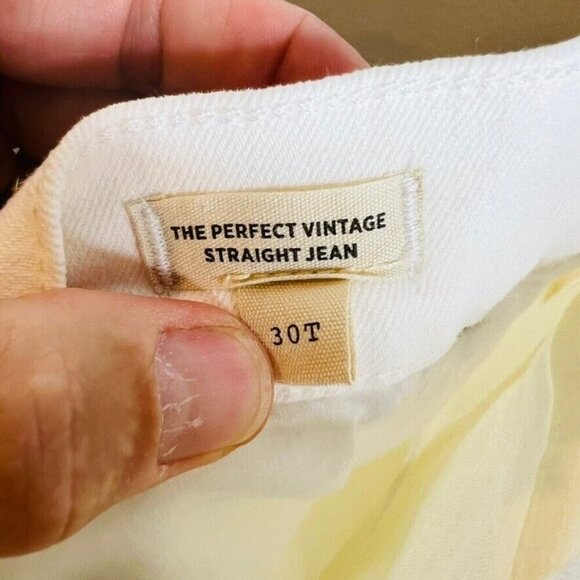 THE PERFECT VINTAGE
STRAIGHT JEAN
30T